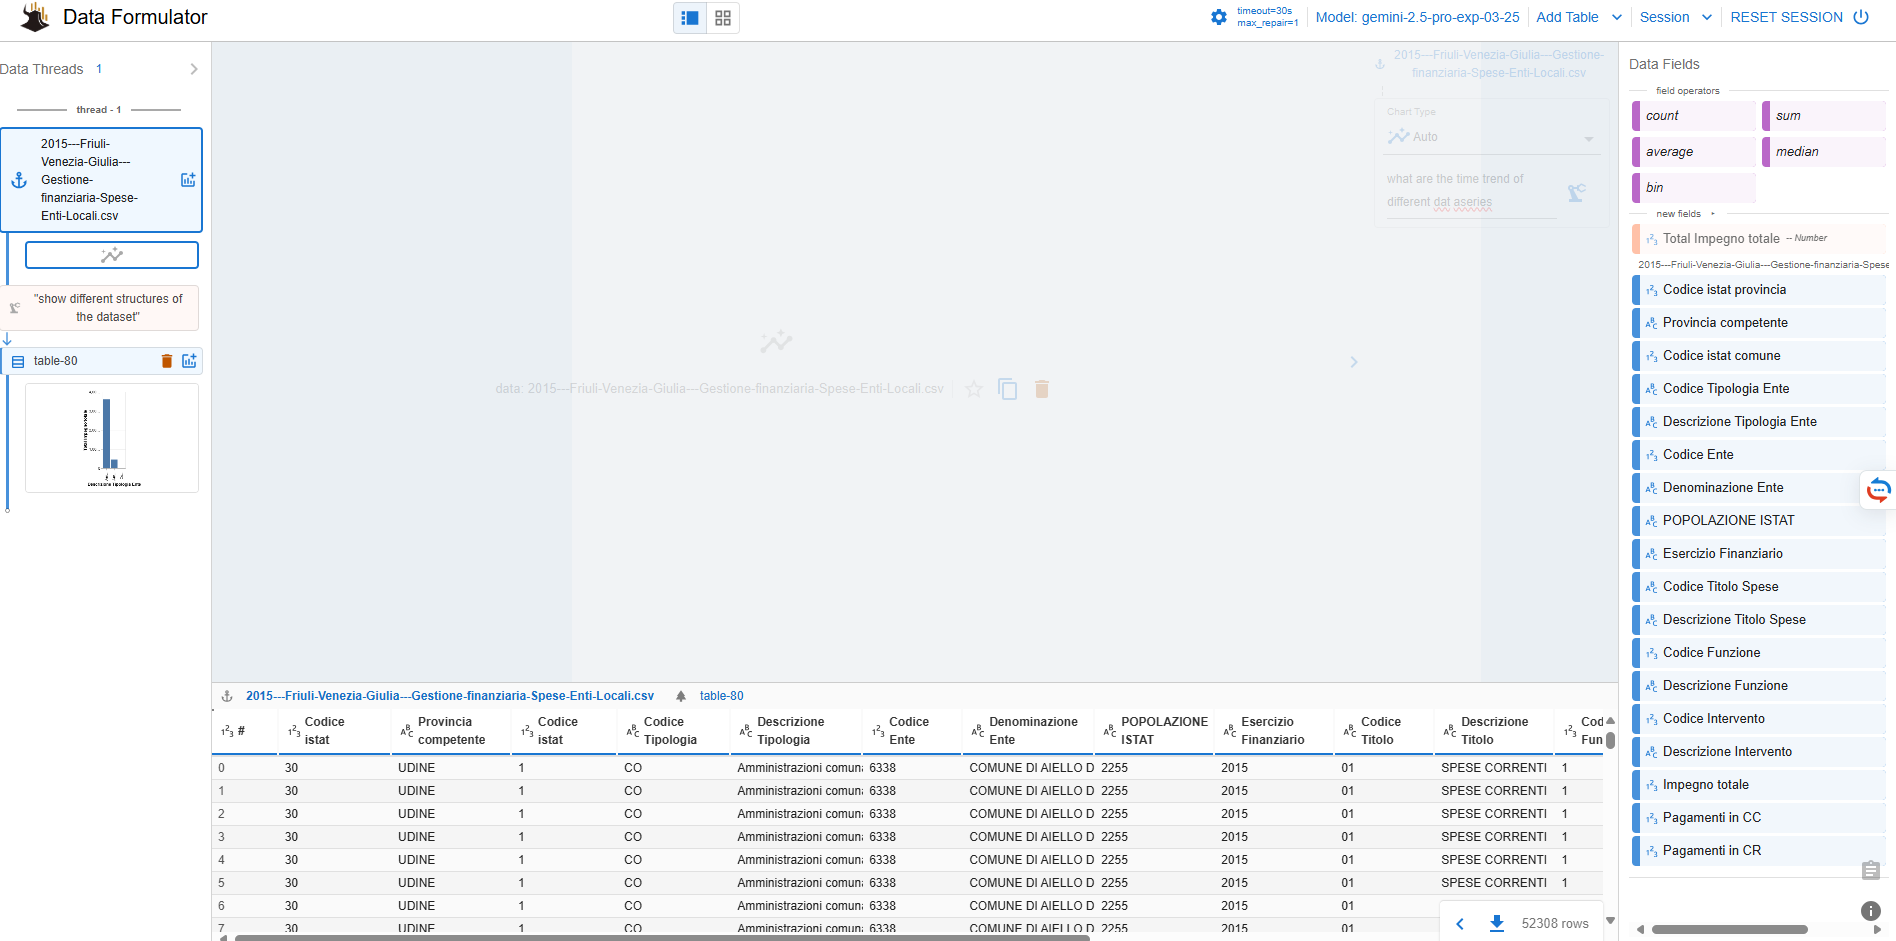 Data Formulator
timeout=30s
max_repair=1
Model: gemini-2.5-pro-exp-03-25
Add Table
Session
RESET SESSION
Data Threads 1
thread - 1
2015---Friuli-
Venezia-Giulia---
Gestione-
finanziaria-Spese-
Enti-Locali.csv
"show different structures of
the dataset"
table-80
Descrizione Tipologia Ente
2015---Friuli-Venezia-Giulia---Gestione-
finanziaria-Spese-Enti-Locali.csv
Chart Type
Auto
what are the time trend of
different dat aseries
data: 2015---Friuli-Venezia-Giulia---Gestione-finanziaria-Spese-Enti-Locali.csv
Data Fields
field operators
count
sum
average
median
bin
new fields
Total Impegno totale -- Number
2015---Friuli-Venezia-Giulia---Gestione-finanziaria-Spese
Codice istat provincia
Provincia competente
Codice istat comune
Codice Tipologia Ente
Descrizione Tipologia Ente
Codice Ente
Denominazione Ente
POPOLAZIONE ISTAT
Esercizio Finanziario
Codice Titolo Spese
Descrizione Titolo Spese
Codice Funzione
Descrizione Funzione
Codice Intervento
Descrizione Intervento
Impegno totale
Pagamenti in CC
Pagamenti in CR
2015---Friuli-Venezia-Giulia---Gestione-finanziaria-Spese-Enti-Locali.csv table-80
# Codice istat Provincia competente Codice istat Codice Tipologia Descrizione Tipologia Codice Ente Denominazione Ente POPOLAZIONE ISTAT Esercizio Finanziario Codice Titolo Descrizione Titolo Cod Fun
0 30 UDINE 1 CO Amministrazioni comuna 6338 COMUNE DI AIELLO D 2255 2015 01 SPESE CORRENTI 1
1 30 UDINE 1 CO Amministrazioni comuna 6338 COMUNE DI AIELLO D 2255 2015 01 SPESE CORRENTI 1
2 30 UDINE 1 CO Amministrazioni comuna 6338 COMUNE DI AIELLO D 2255 2015 01 SPESE CORRENTI 1
3 30 UDINE 1 CO Amministrazioni comuna 6338 COMUNE DI AIELLO D 2255 2015 01 SPESE CORRENTI 1
4 30 UDINE 1 CO Amministrazioni comuna 6338 COMUNE DI AIELLO D 2255 2015 01 SPESE CORRENTI 1
5 30 UDINE 1 CO Amministrazioni comuna 6338 COMUNE DI AIELLO D 2255 2015 01 SPESE CORRENTI 1
6 30 UDINE 1 CO Amministrazioni comuna 6338 COMUNE DI AIELLO D 2255 2015 01
7 30 UDINE 1 CO Amministrazioni comuna 6338 COMUNE DI AIELLO D 2255 2015 01
52308 rows